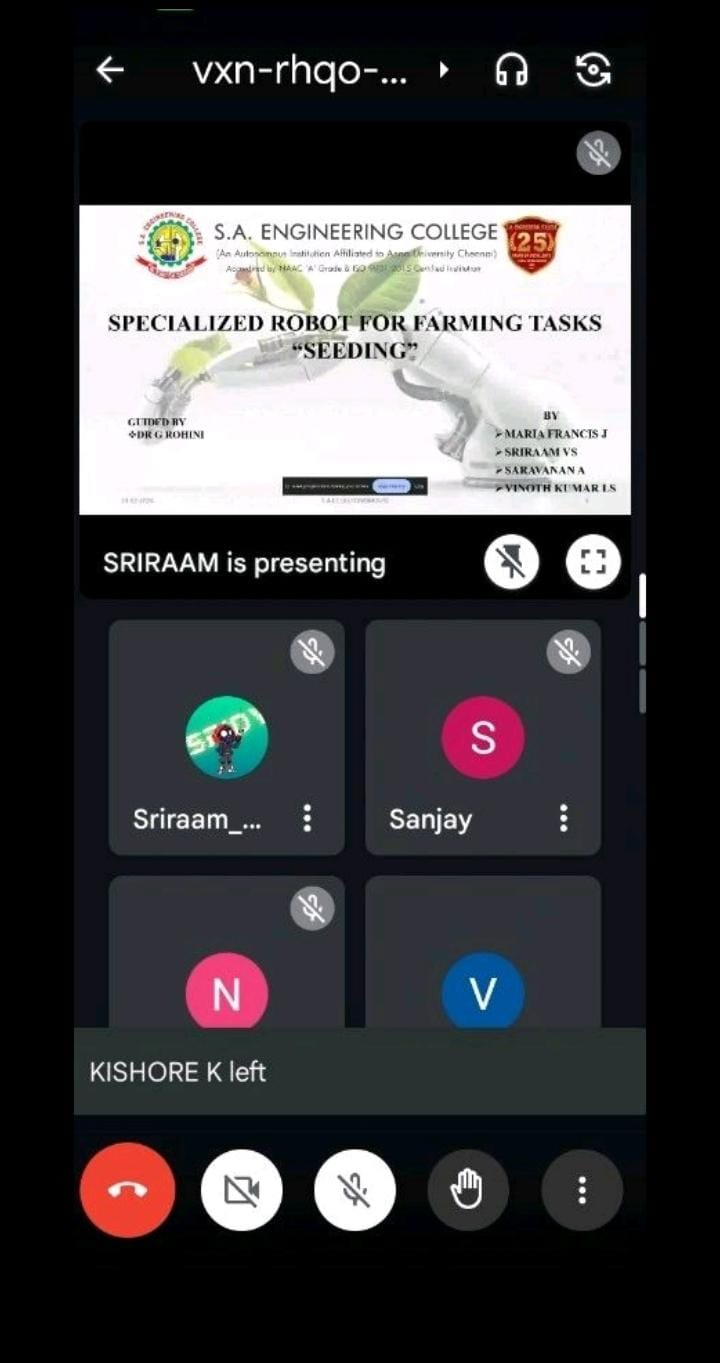 vxn-rhqo-...
S.A. ENGINEERING COLLEGE
(An Autonomous Institution Affiliated to Anna University Chennai)
Accredited by NAAC 'A' Grade & ISO 9001:2015 Certified Institution
25
SPECIALIZED ROBOT FOR FARMING TASKS
“SEEDING”
GUIDED BY
❖DR G ROHINI
BY
➢MARIA FRANCIS J
➢SRIRAAM VS
➢SARAVANAN A
➢VINOTH KUMAR LS
SRIRAAM is presenting
Sriraam_...
S
Sanjay
N
V
KISHORE K left